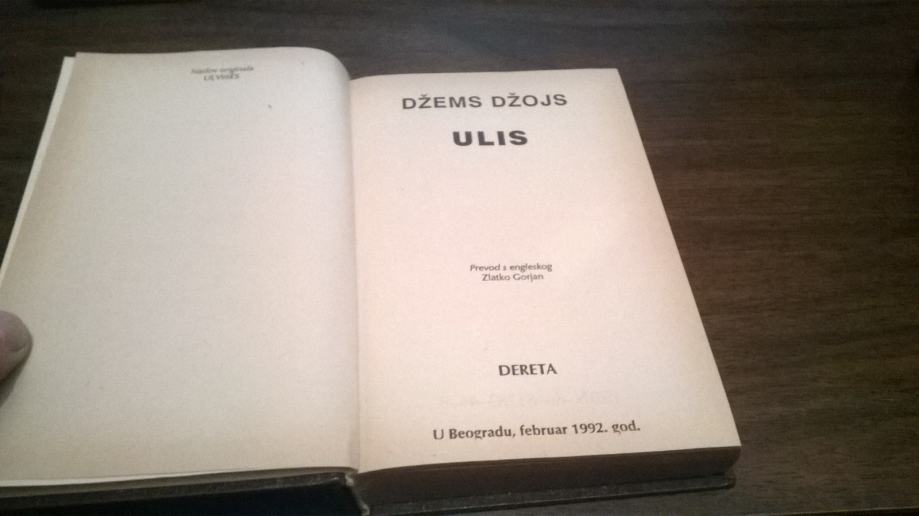 Naslov originala
ULYSSES
DŽEMS DŽOJS
ULIS
Prevod s engleskog
Zlatko Gorjan
DERETA
U Beogradu, februar 1992. god.